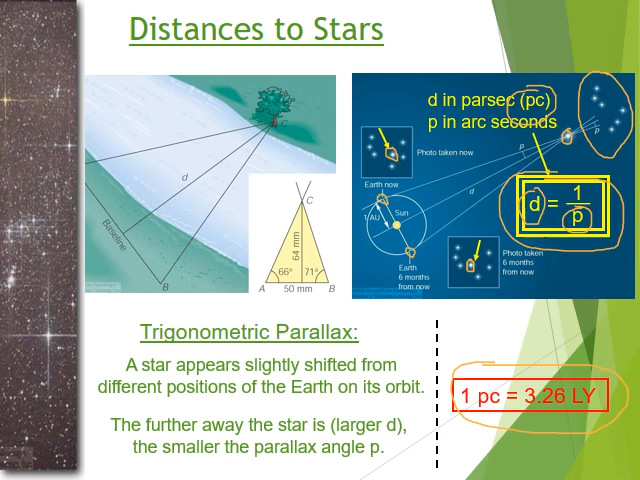 Distances to Stars
C
d
Baseline
B
C
64 mm
66°
71°
A
50 mm
B
d in parsec (pc)
p in arc seconds
Photo taken now
p
p
Earth now
d
1 AU
Sun
d = 1
p
Earth
6 months
from now
Photo taken
6 months
from now
Trigonometric Parallax:
A star appears slightly shifted from
different positions of the Earth on its orbit.
The further away the star is (larger d),
the smaller the parallax angle p.
1 pc = 3.26 LY